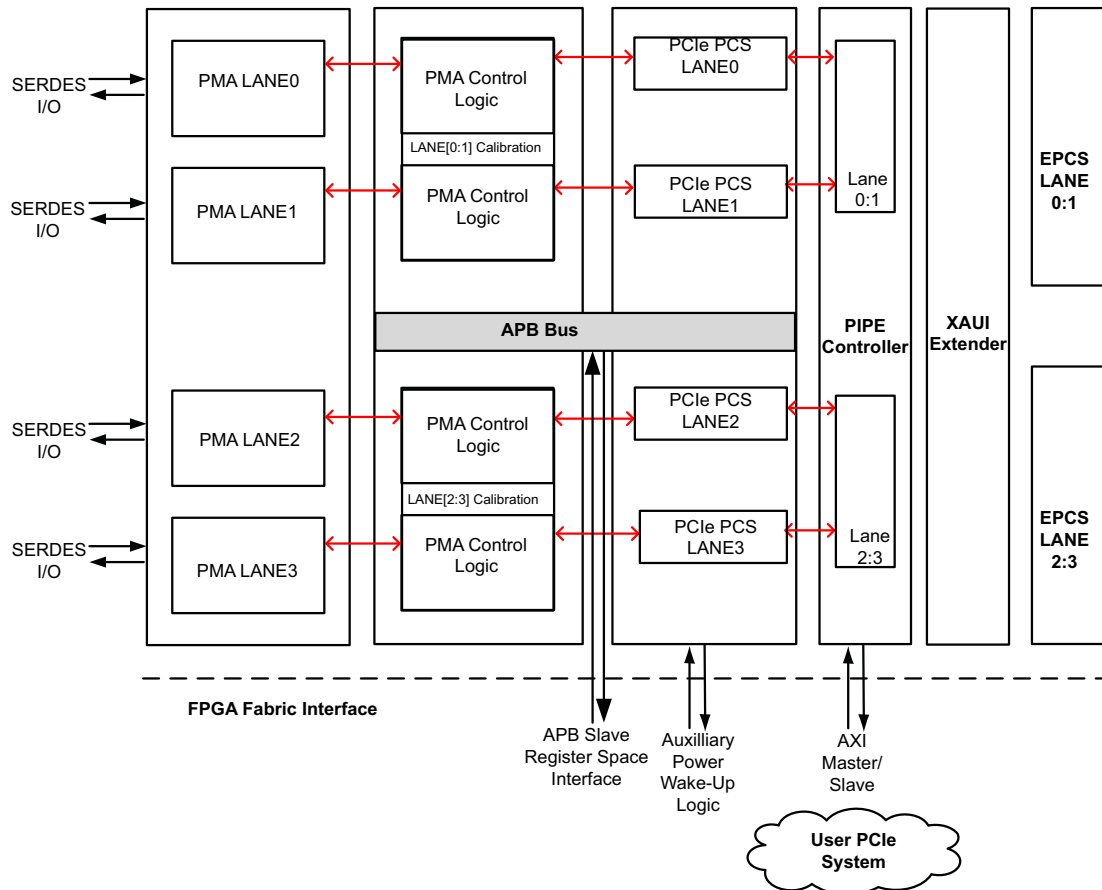 SERDES
I/O
PMA LANE0
PMA Control
Logic
PCIe PCS
LANE0
LANE[0:1] Calibration
SERDES
I/O
PMA LANE1
PMA Control
Logic
PCIe PCS
LANE1
Lane
0:1
EPCS
LANE
0:1
APB Bus
PIPE
Controller
XAUI
Extender
SERDES
I/O
PMA LANE2
PMA Control
Logic
PCIe PCS
LANE2
LANE[2:3] Calibration
SERDES
I/O
PMA LANE3
PMA Control
Logic
PCIe PCS
LANE3
Lane
2:3
EPCS
LANE
2:3
FPGA Fabric Interface
APB Slave
Register Space
Interface
Auxilliary
Power
Wake-Up
Logic
AXI
Master/
Slave
User PCIe
System